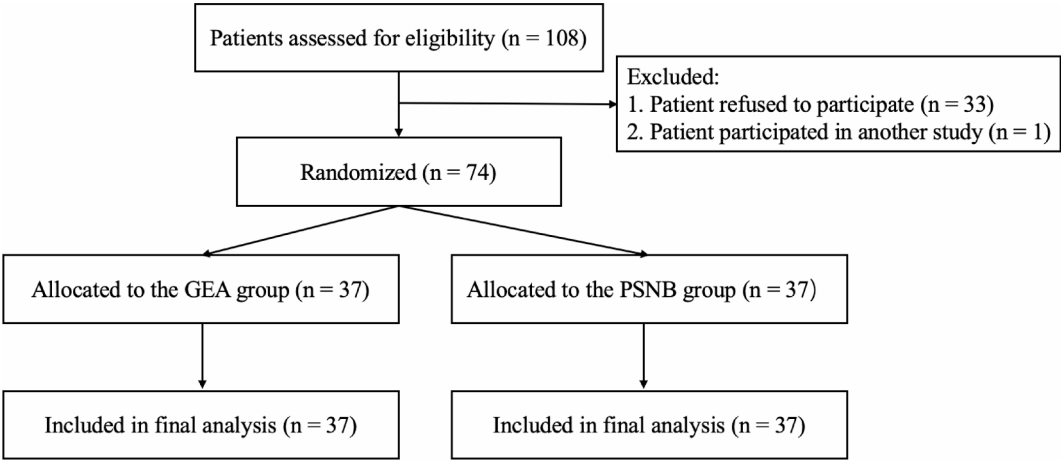 Patients assessed for eligibility (n = 108)
Excluded:
1. Patient refused to participate (n = 33)
2. Patient participated in another study (n = 1)
Randomized (n = 74)
Allocated to the GEA group (n = 37)
Allocated to the PSNB group (n = 37)
Included in final analysis (n = 37)
Included in final analysis (n = 37)